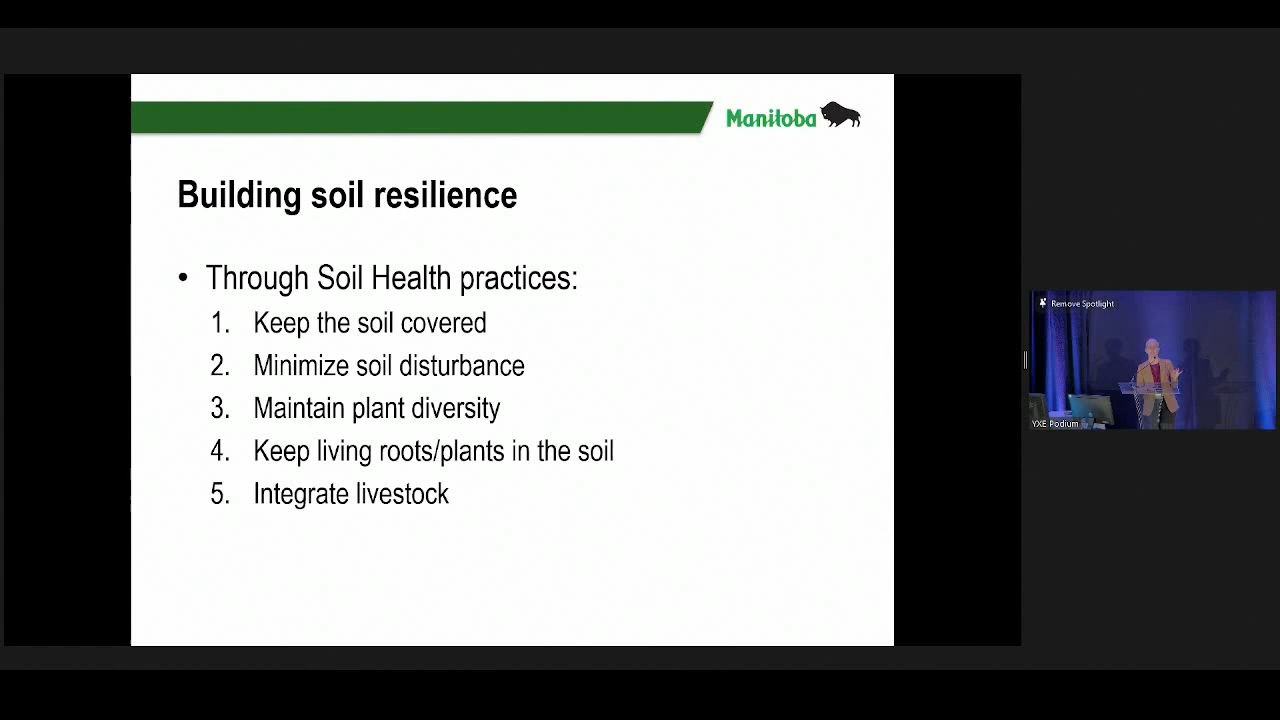 Manitoba
Building soil resilience
• Through Soil Health practices:
1. Keep the soil covered
2. Minimize soil disturbance
3. Maintain plant diversity
4. Keep living roots/plants in the soil
5. Integrate livestock
Remove Spotlight
YXE Podium